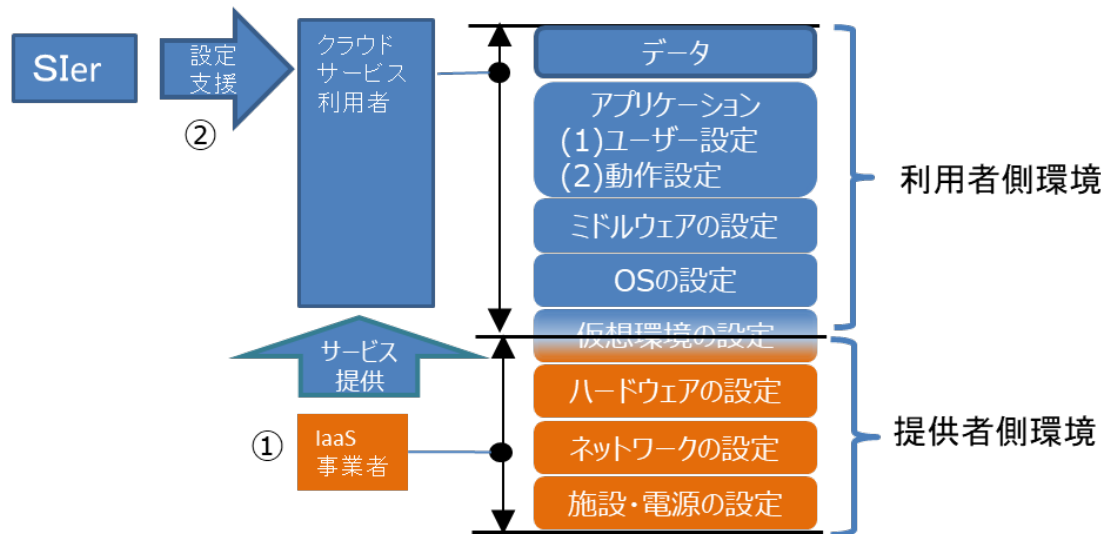 SIer
設定
支援
②
クラウド
サービス
利用者
サービス
提供
①
IaaS
事業者
データ
アプリケーション
(1)ユーザー設定
(2)動作設定
ミドルウェアの設定
OSの設定
仮想環境の設定
ハードウェアの設定
ネットワークの設定
施設・電源の設定
利用者側環境
提供者側環境